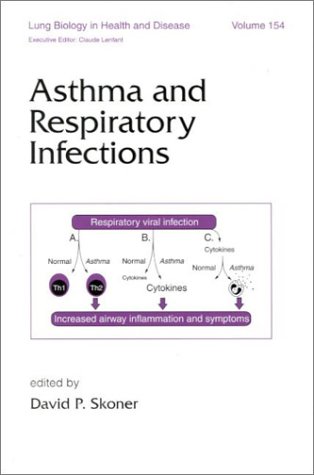 Lung Biology in Health and Disease Volume 154
Executive Editor: Claude Lenfant
Asthma and
Respiratory
Infections
Respiratory viral infection
A. B. C.
Cytokines
Normal Asthma Normal Asthma Normal Asthma
Cytokines Cytokines
Th1 Th2
Increased airway inflammation and symptoms
edited by
David P. Skoner